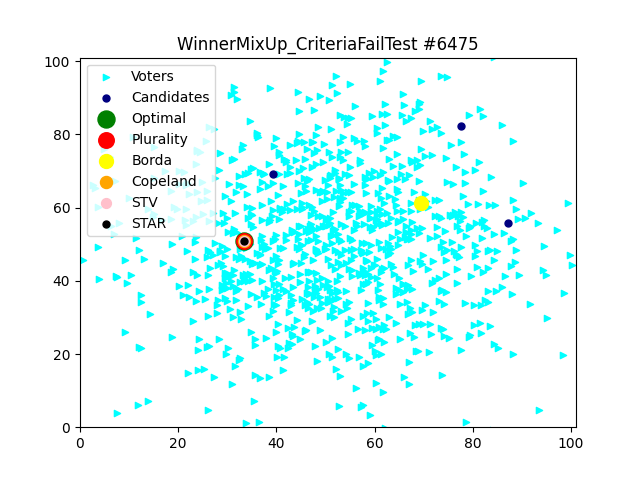 WinnerMixUp_CriteriaFailTest #6475
100
80
60
40
20
0
Voters
Candidates
Optimal
Plurality
Borda
Copeland
STV
STAR
0 20 40 60 80 100